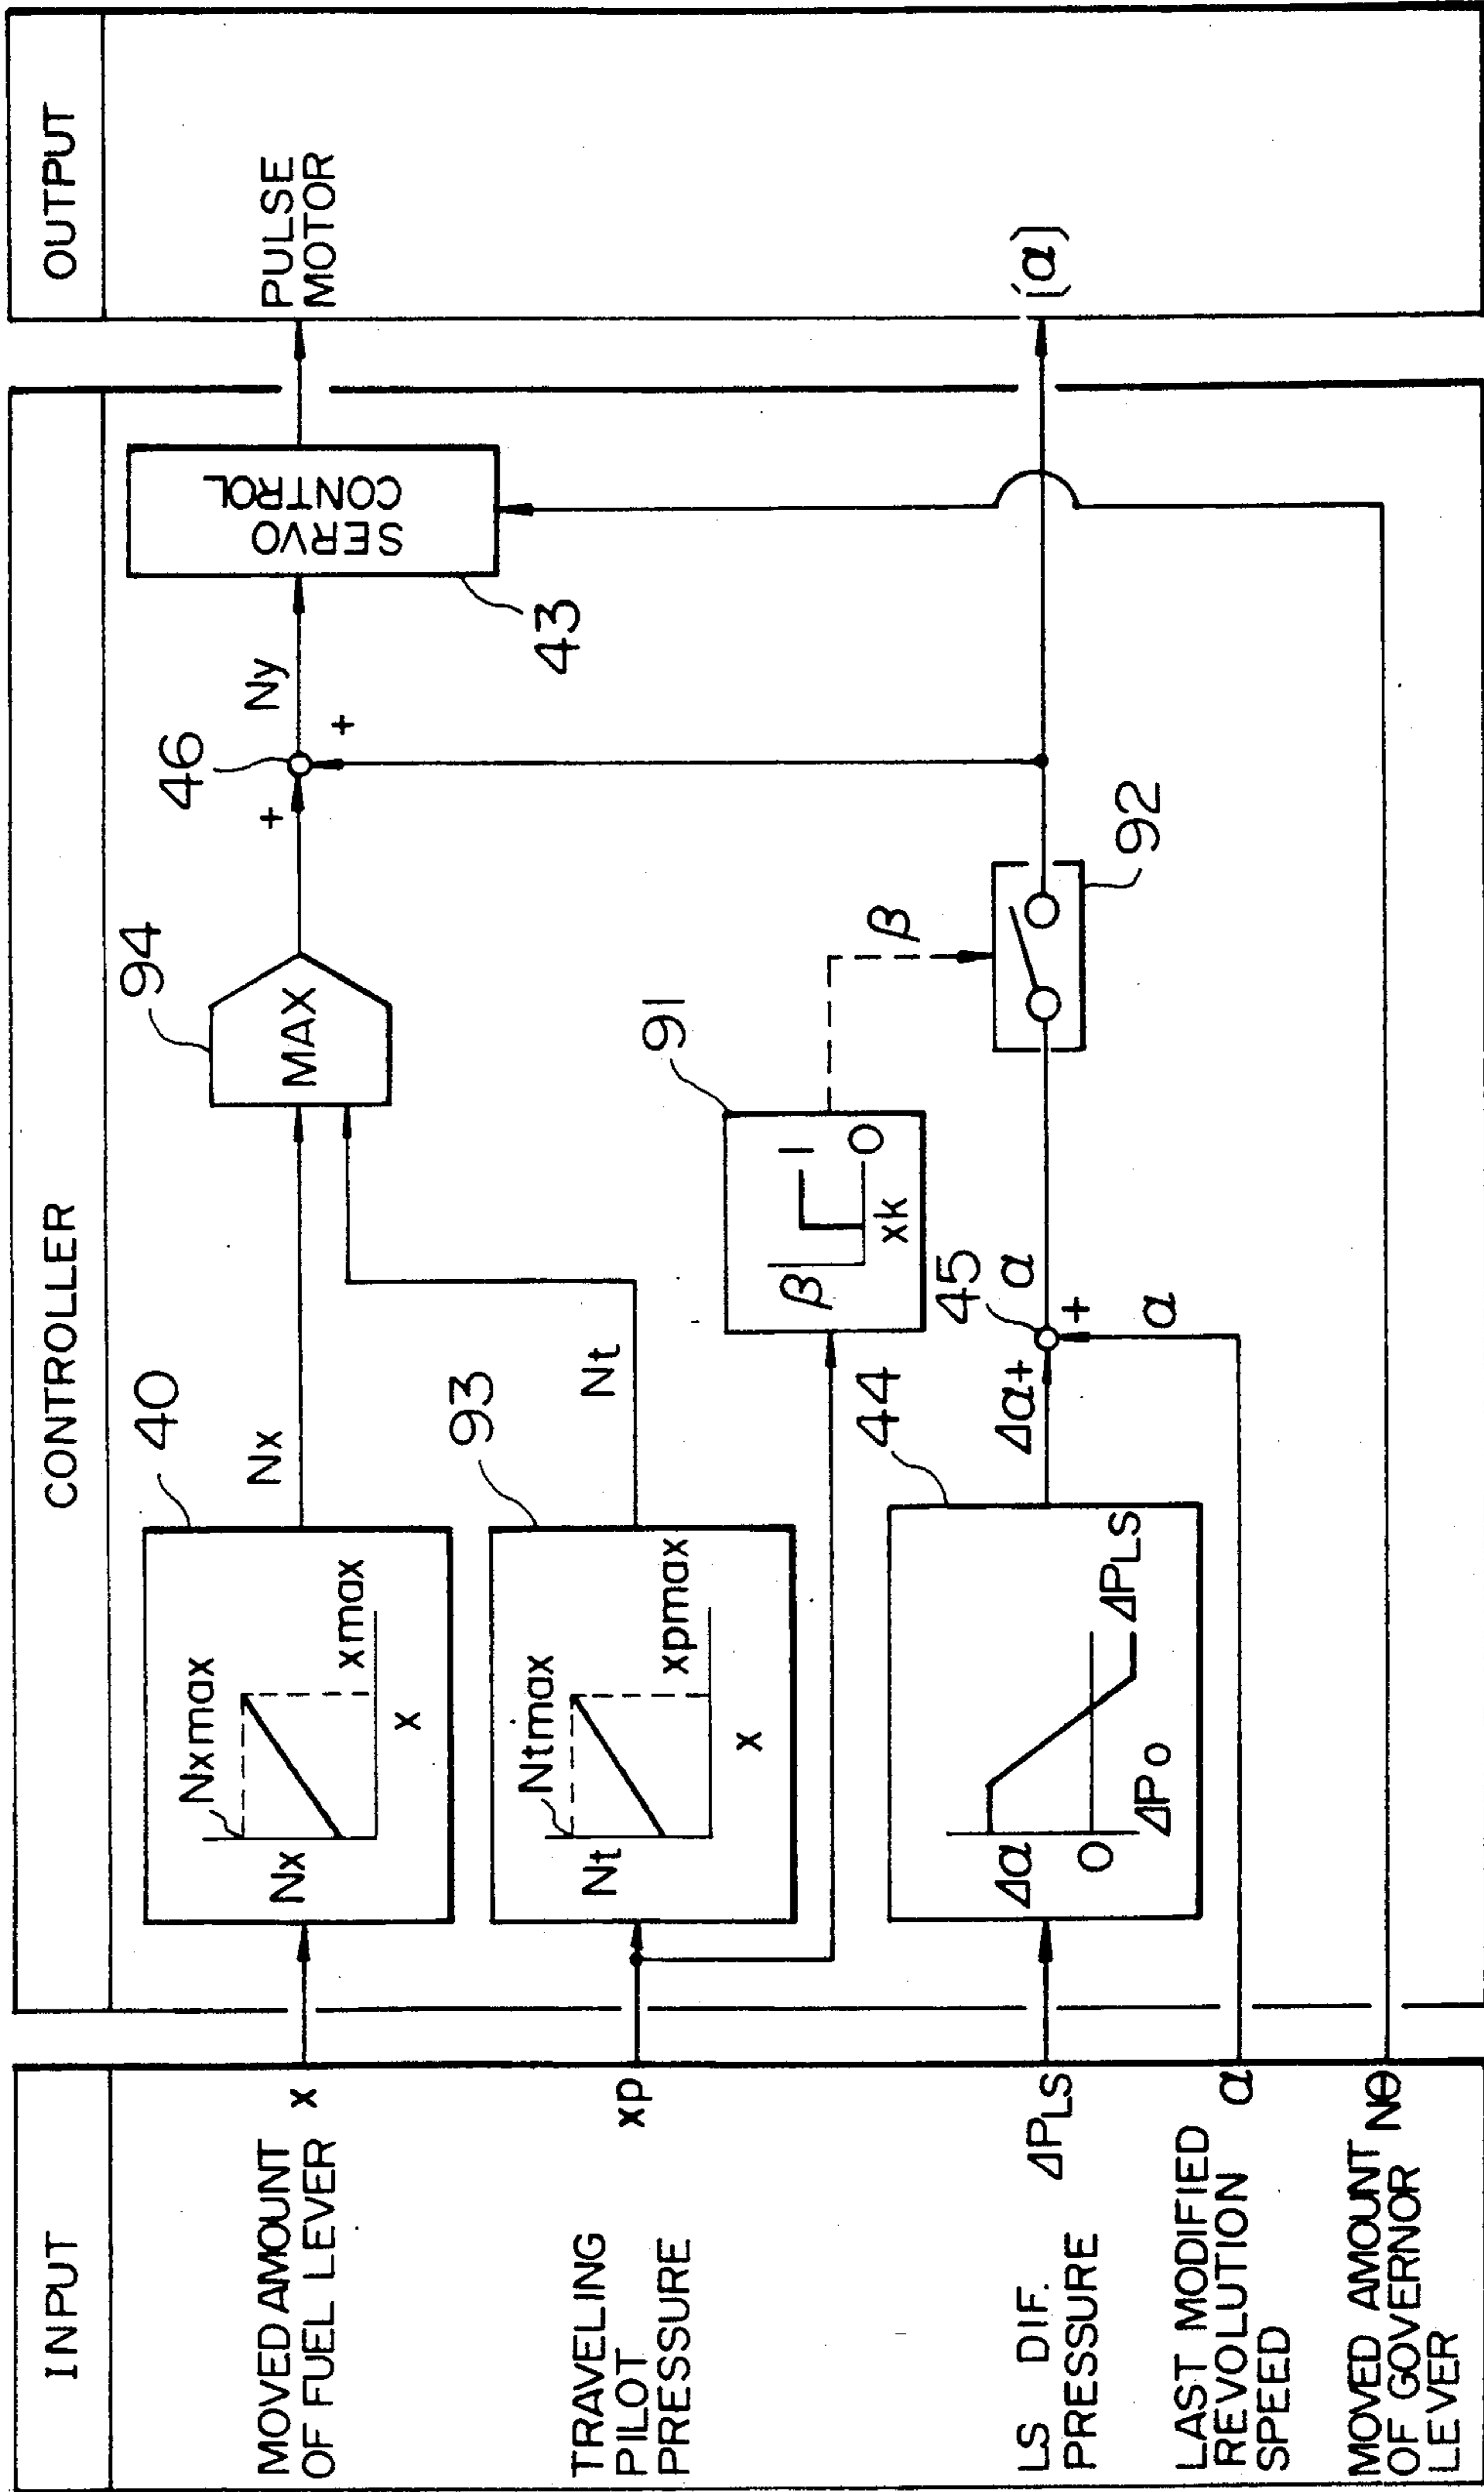 INPUT
MOVED AMOUNT
OF FUEL LEVER x
TRAVELING
PILOT
PRESSURE
xp
LS DIF.
PRESSURE
ΔPLS
LAST MODIFIED
REVOLUTION
SPEED
α
MOVED AMOUNT
OF GOVERNOR
LEVER
Nθ
CONTROLLER
40
Nx
Nxmax
xmax
x
Nx
93
Nt
Ntmax
xpmax
x
Nt
94
MAX
46
+
+
Ny
SERVO
CONTROL
43
91
β
1
0
xk
β
92
44
Δα
0
ΔPo
ΔPLS
Δα+
45
α
+
α
OUTPUT
PULSE
MOTOR
(α)